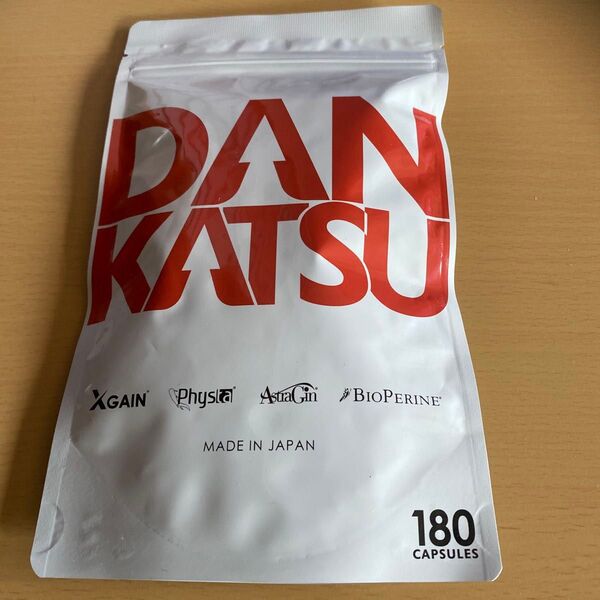 DAN
KATSU
XGAIN® Physta® AstraGin® BIOPERINE®
MADE IN JAPAN
180
CAPSULES